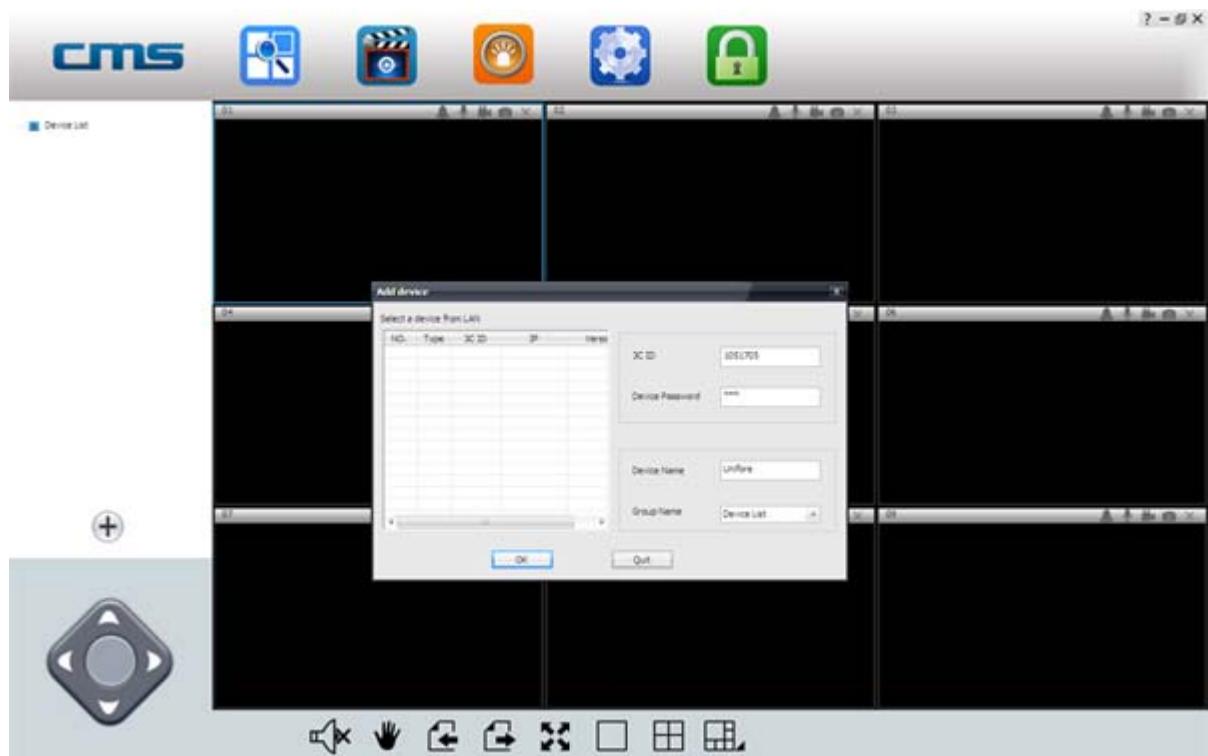 cms
?
Device List
01
02
03
Add device
Select a device from LAN
NO. Type 3C ID IP Versi
3C ID 1051705
Device Password ****
04
06
Device Name Unifore
Group Name Device List
07
09
OK Quit